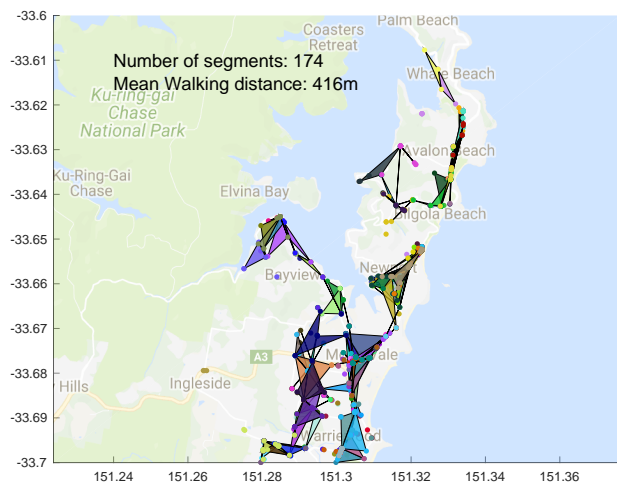 -33.6
-33.61
-33.62
-33.63
-33.64
-33.65
-33.66
-33.67
-33.68
-33.69
-33.7
151.24
151.26
151.28
151.3
151.32
151.34
151.36
Number of segments: 174
Mean Walking distance: 416m
Palm Beach
Coasters
Retreat
Whale Beach
Ku-ring-gai
Chase
National Park
Avalon Beach
Ku-Ring-Gai
Chase
Elvina Bay
Bilgola Beach
Bayview
A3
Ingleside
Hills